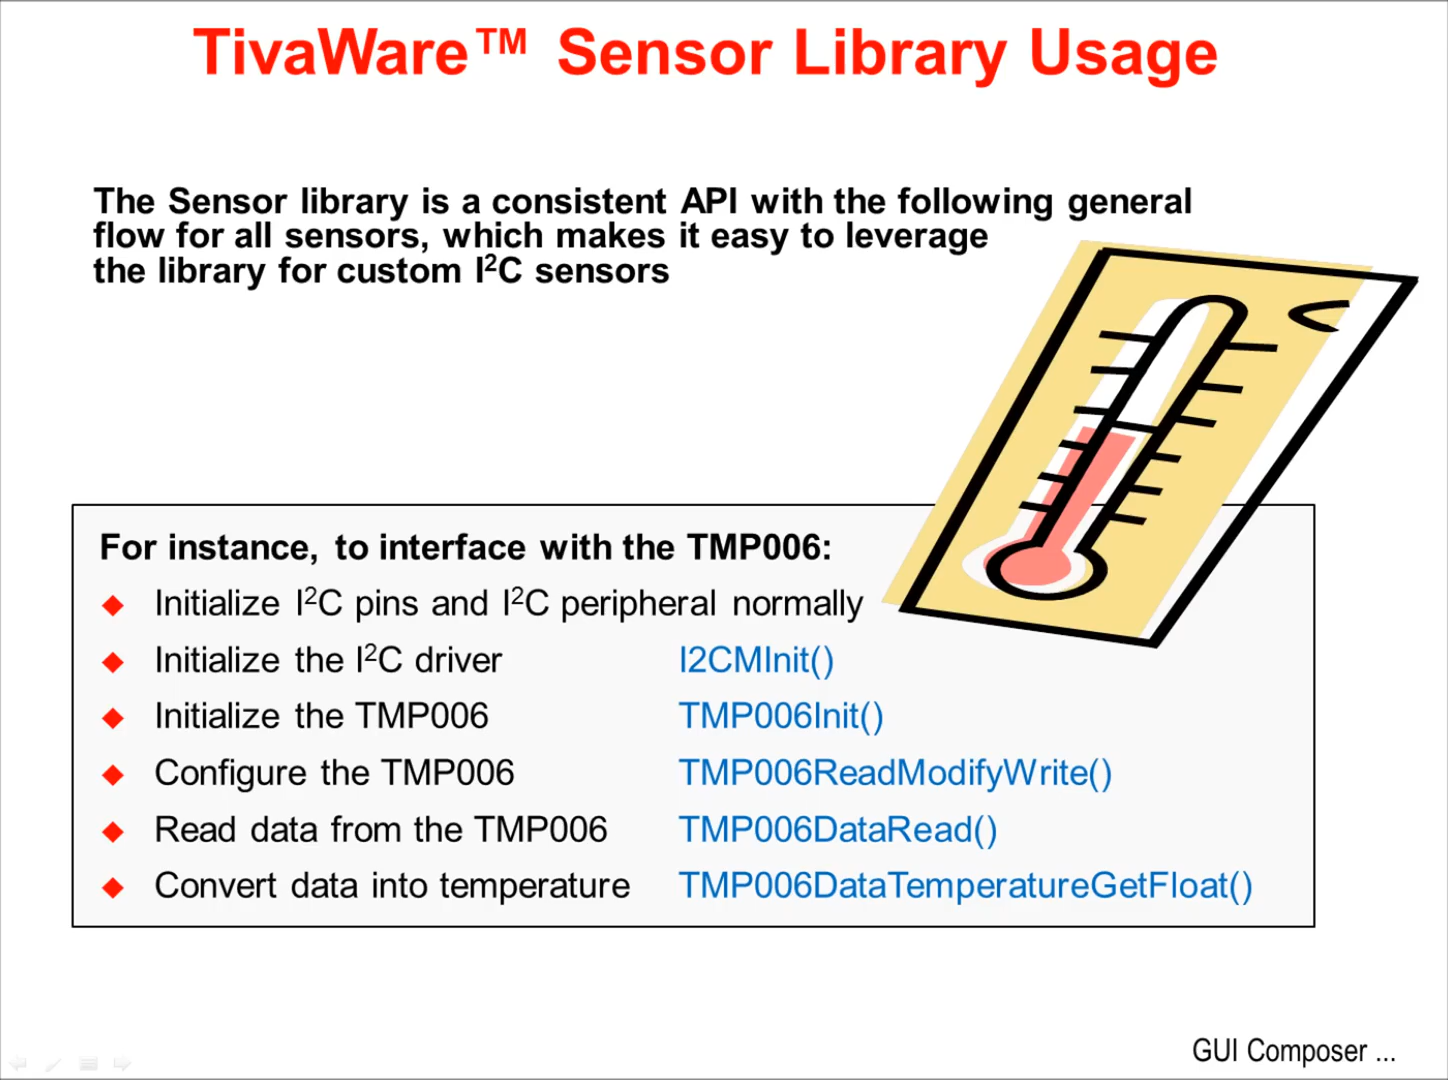 TivaWare™ Sensor Library Usage
The Sensor library is a consistent API with the following general
flow for all sensors, which makes it easy to leverage
the library for custom I²C sensors
For instance, to interface with the TMP006:
◆ Initialize I²C pins and I²C peripheral normally
◆ Initialize the I²C driver I2CMInit()
◆ Initialize the TMP006 TMP006Init()
◆ Configure the TMP006 TMP006ReadModifyWrite()
◆ Read data from the TMP006 TMP006DataRead()
◆ Convert data into temperature TMP006DataTemperatureGetFloat()
GUI Composer ...